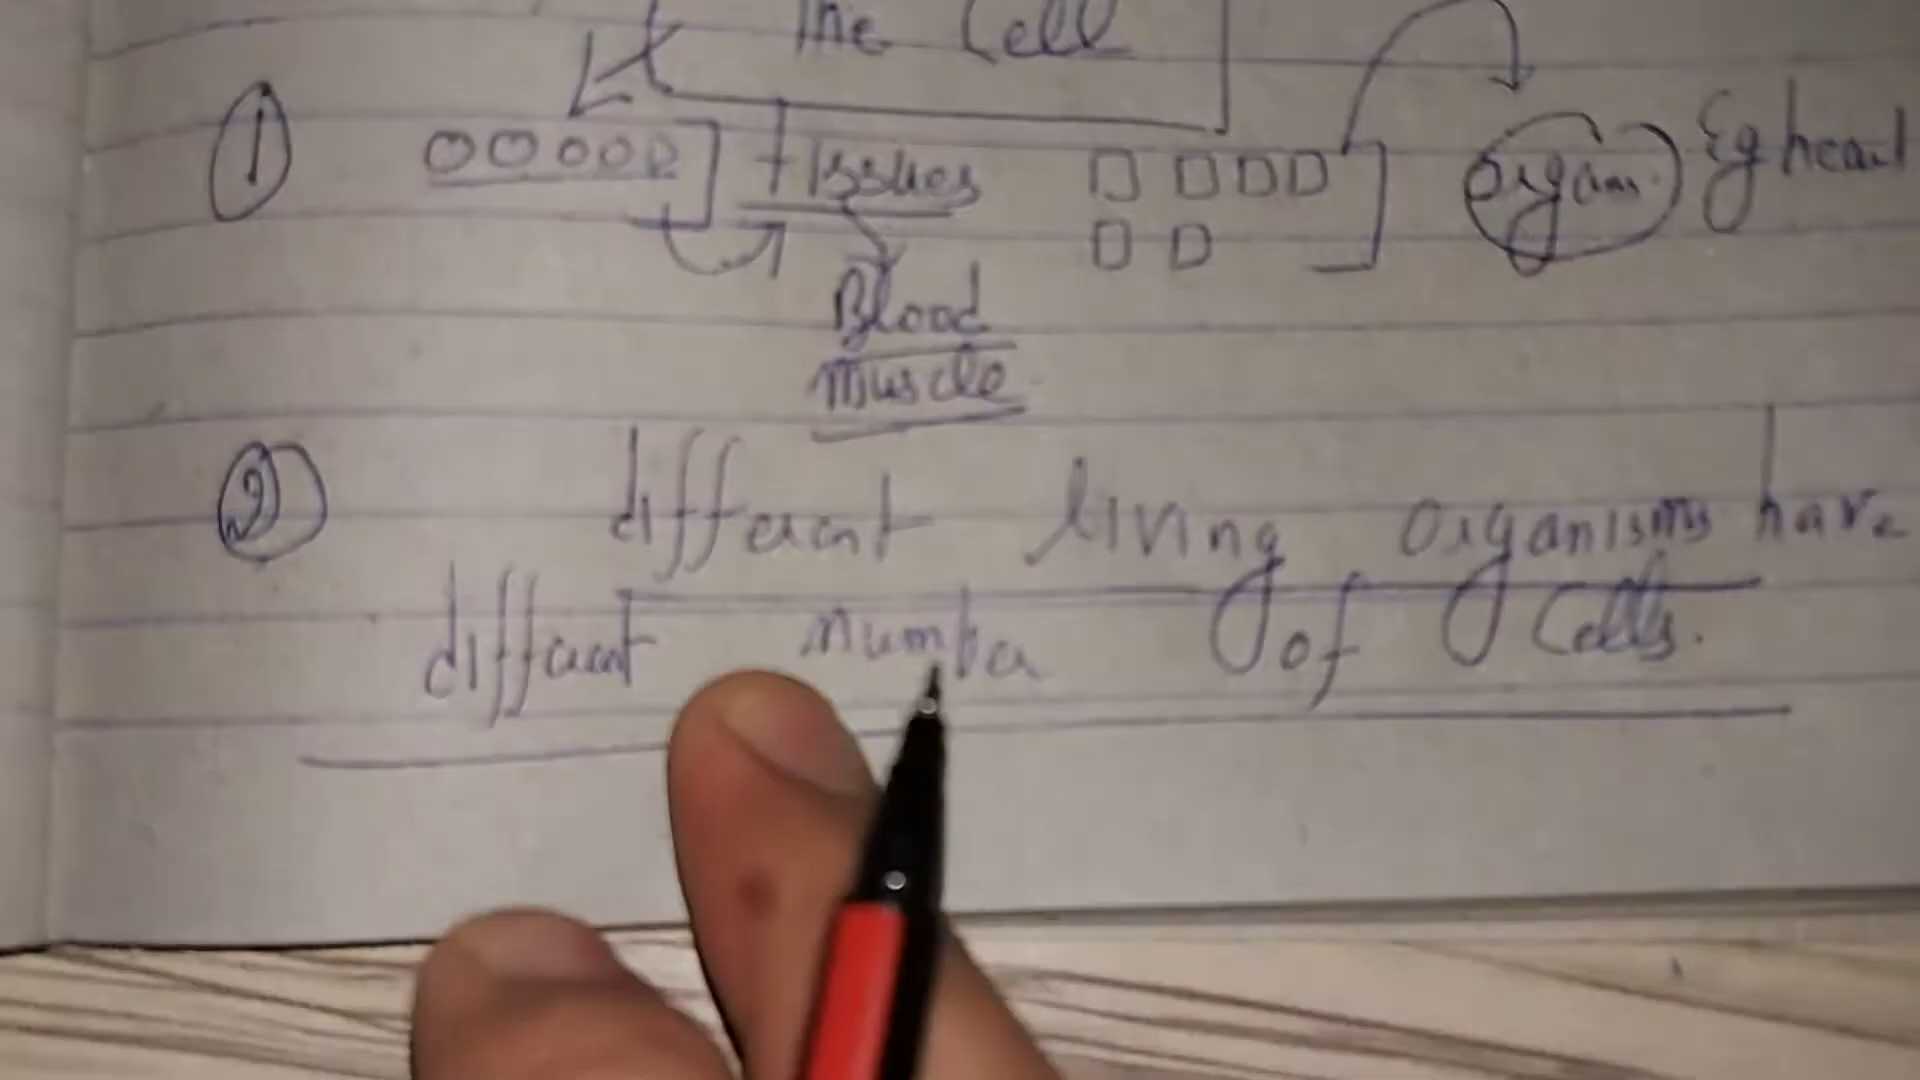 The Cell
① Tissues organ Eg heart
Blood
Muscle
② different living organisms have
different number of Cells.